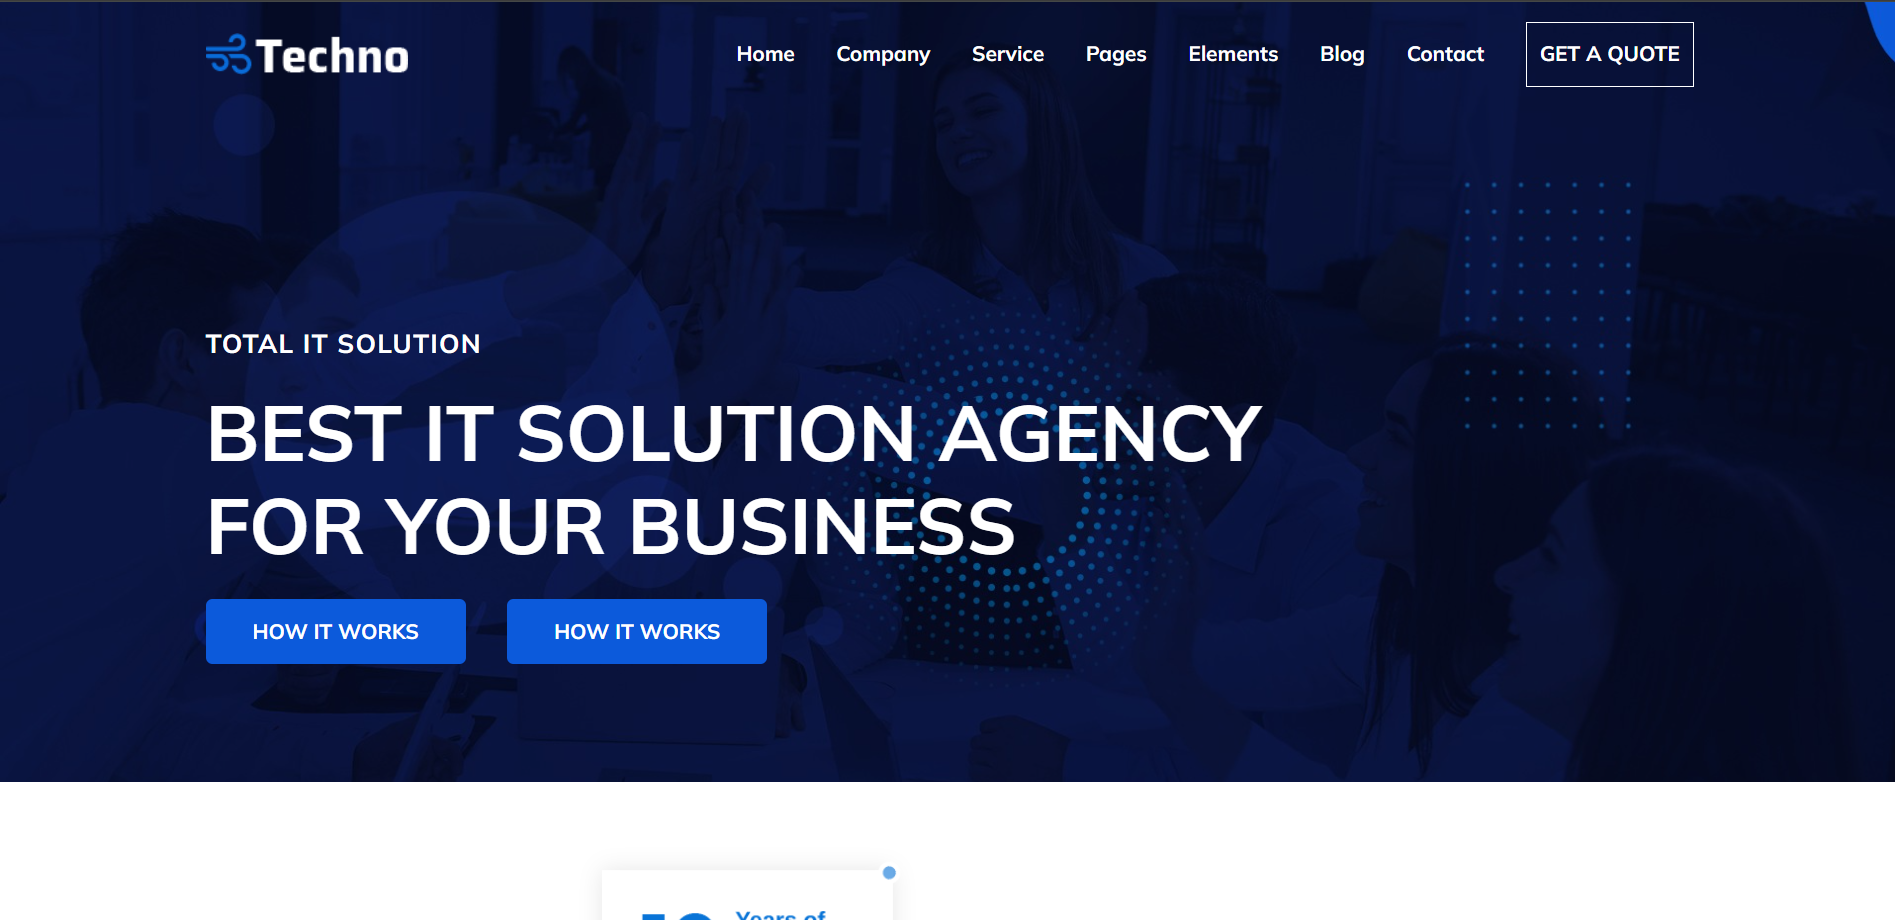 Techno
Home Company Service Pages Elements Blog Contact GET A QUOTE
TOTAL IT SOLUTION
BEST IT SOLUTION AGENCY
FOR YOUR BUSINESS
HOW IT WORKS HOW IT WORKS
Years of